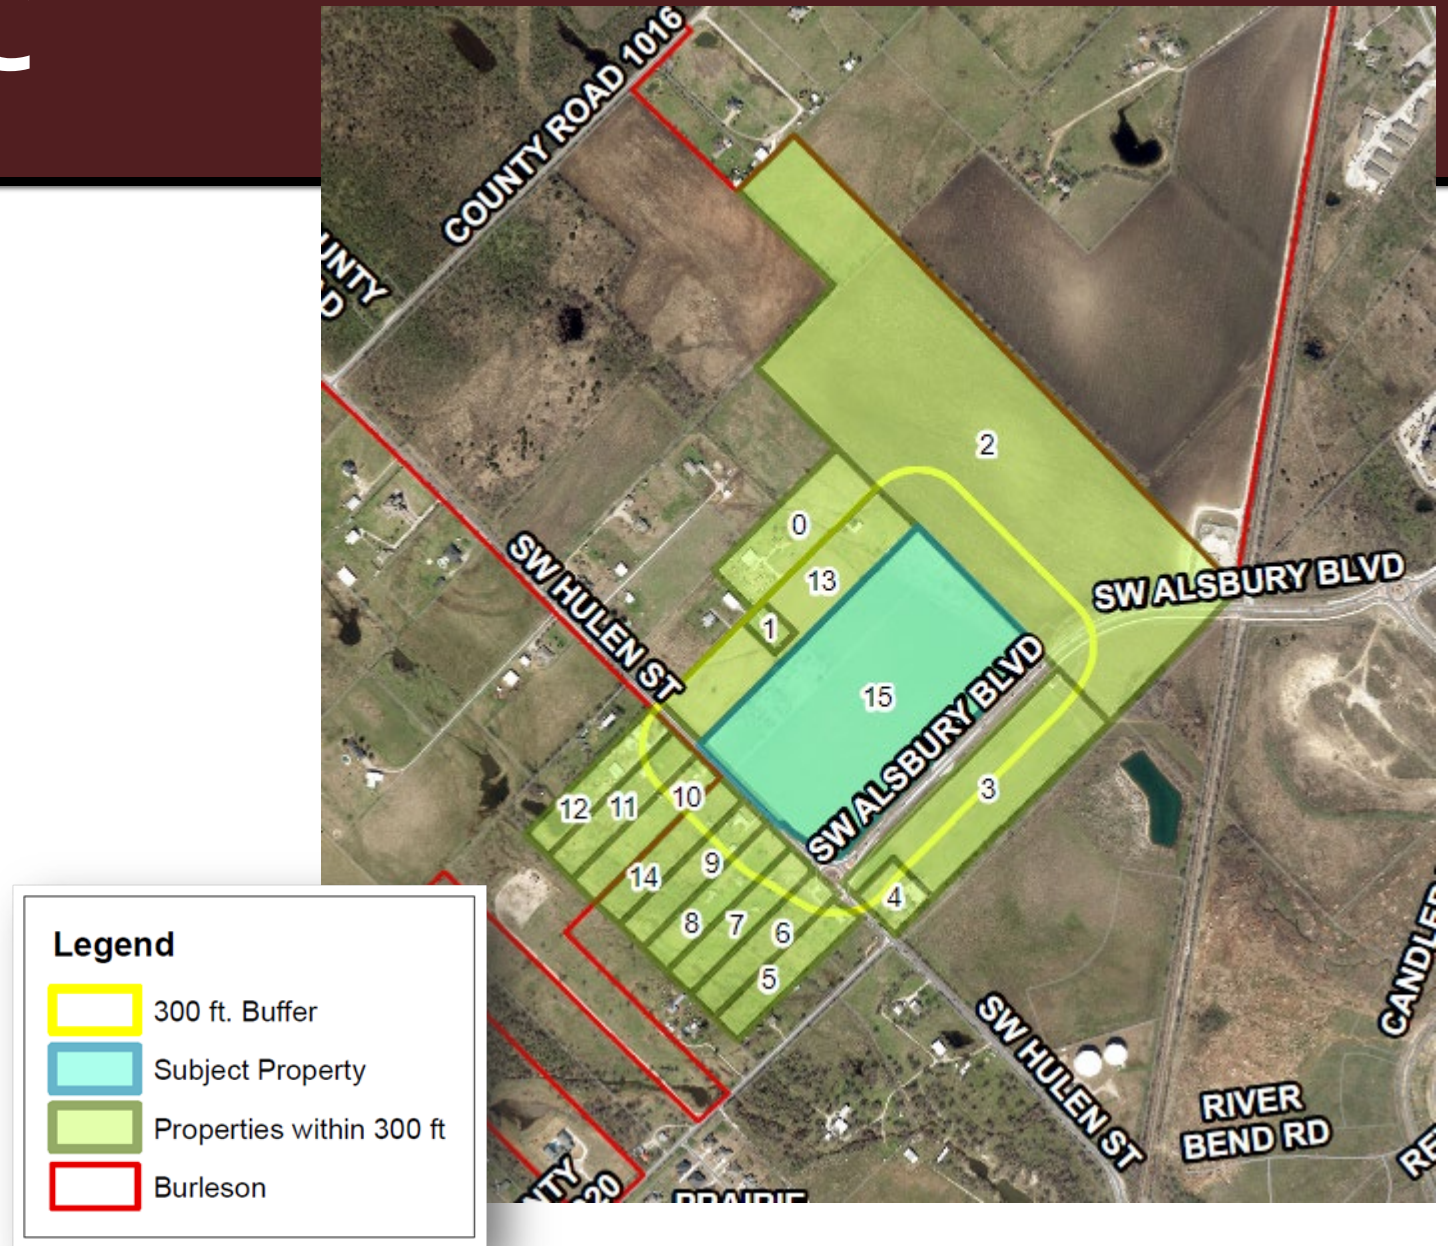 COUNTY ROAD 1016
2
0
SW HULEN ST
13
SW ALSBURY BLVD
1
15
SW ALSBURY BLVD
3
12
11
10
14
9
4
8
7
6
5
SW HULEN ST
RIVER
BEND RD
Legend
300 ft. Buffer
Subject Property
Properties within 300 ft
Burleson